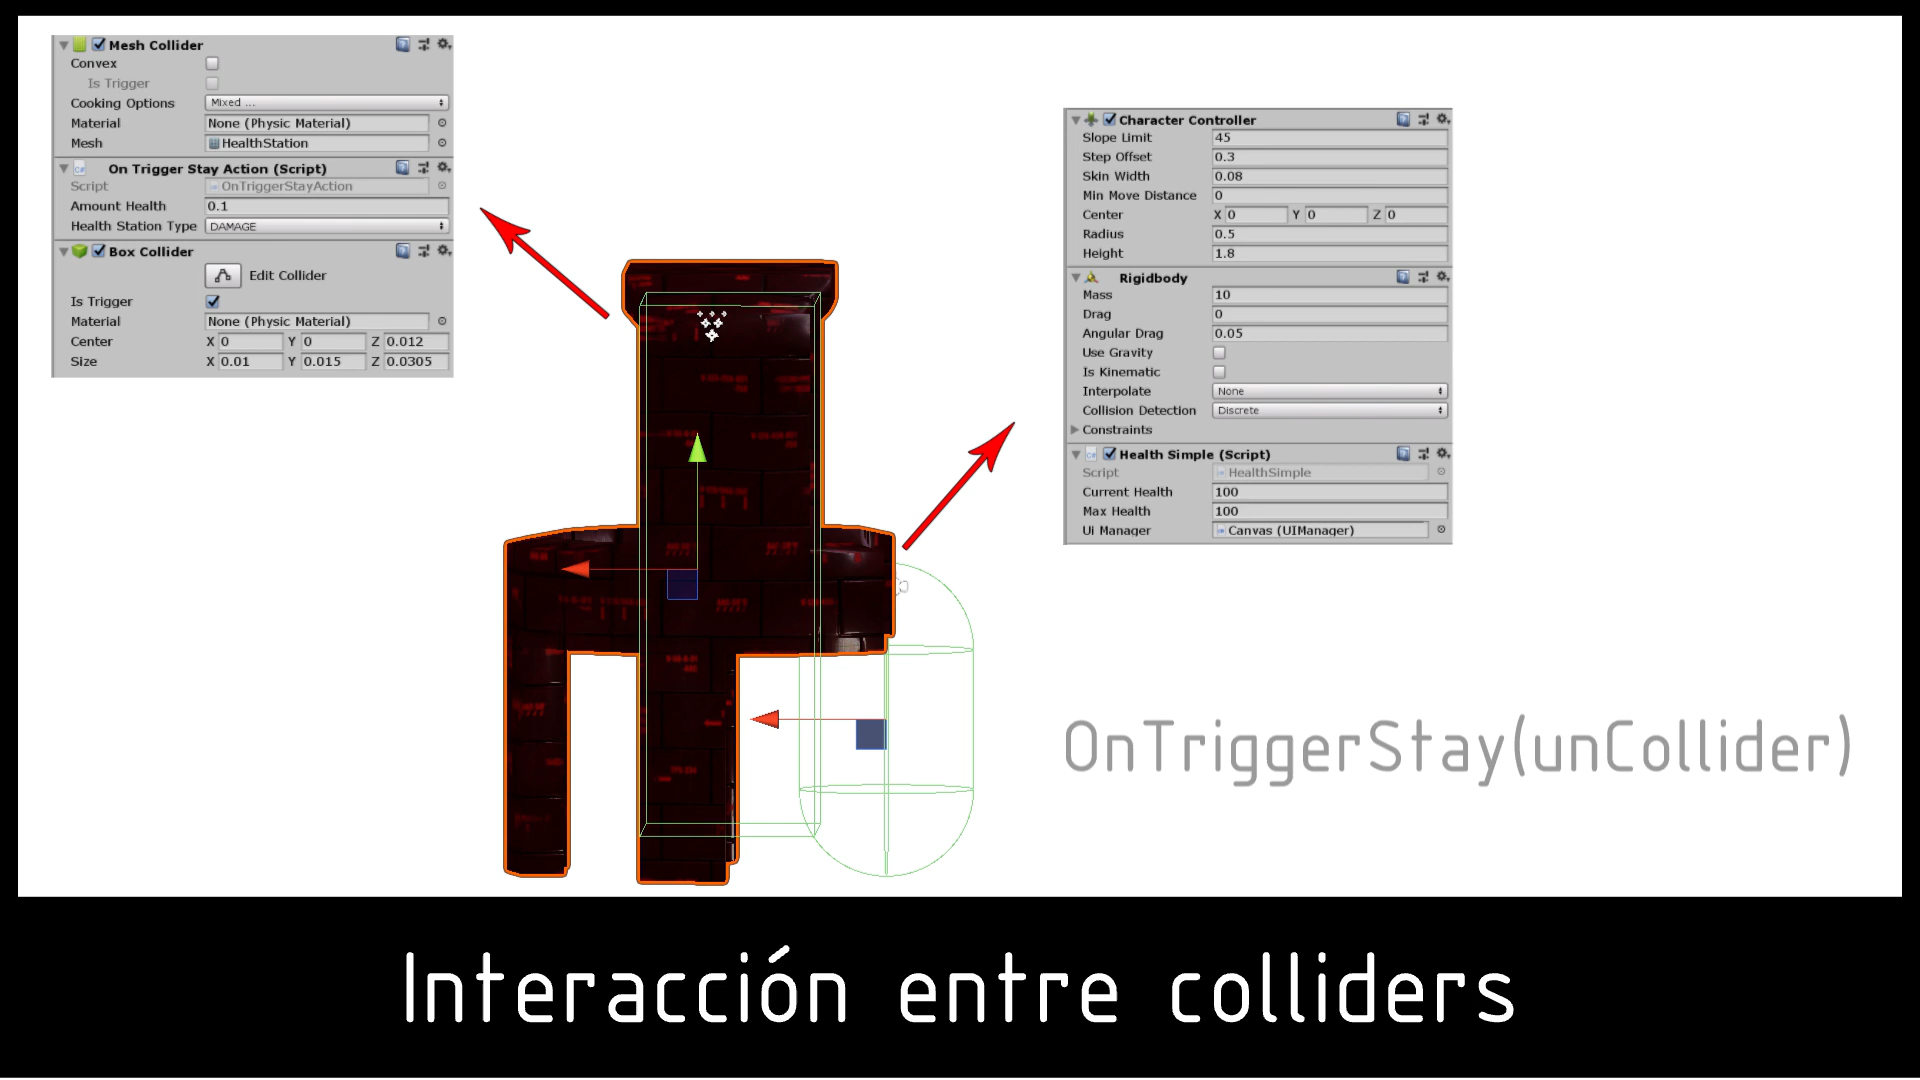 Mesh Collider
Convex
Is Trigger
Cooking Options Mixed ...
Material None (Physic Material)
Mesh HealthStation
On Trigger Stay Action (Script)
Script OnTriggerStayAction
Amount Health 0.1
Health Station Type DAMAGE
Box Collider
Edit Collider
Is Trigger
Material None (Physic Material)
Center X 0 Y 0 Z 0.012
Size X 0.01 Y 0.015 Z 0.0305
Character Controller
Slope Limit 45
Step Offset 0.3
Skin Width 0.08
Min Move Distance 0
Center X 0 Y 0 Z 0
Radius 0.5
Height 1.8
Rigidbody
Mass 10
Drag 0
Angular Drag 0.05
Use Gravity
Is Kinematic
Interpolate None
Collision Detection Discrete
Constraints
Health Simple (Script)
Script HealthSimple
Current Health 100
Max Health 100
Ui Manager Canvas (UIManager)
OnTriggerStay(unCollider)
Interacción entre colliders